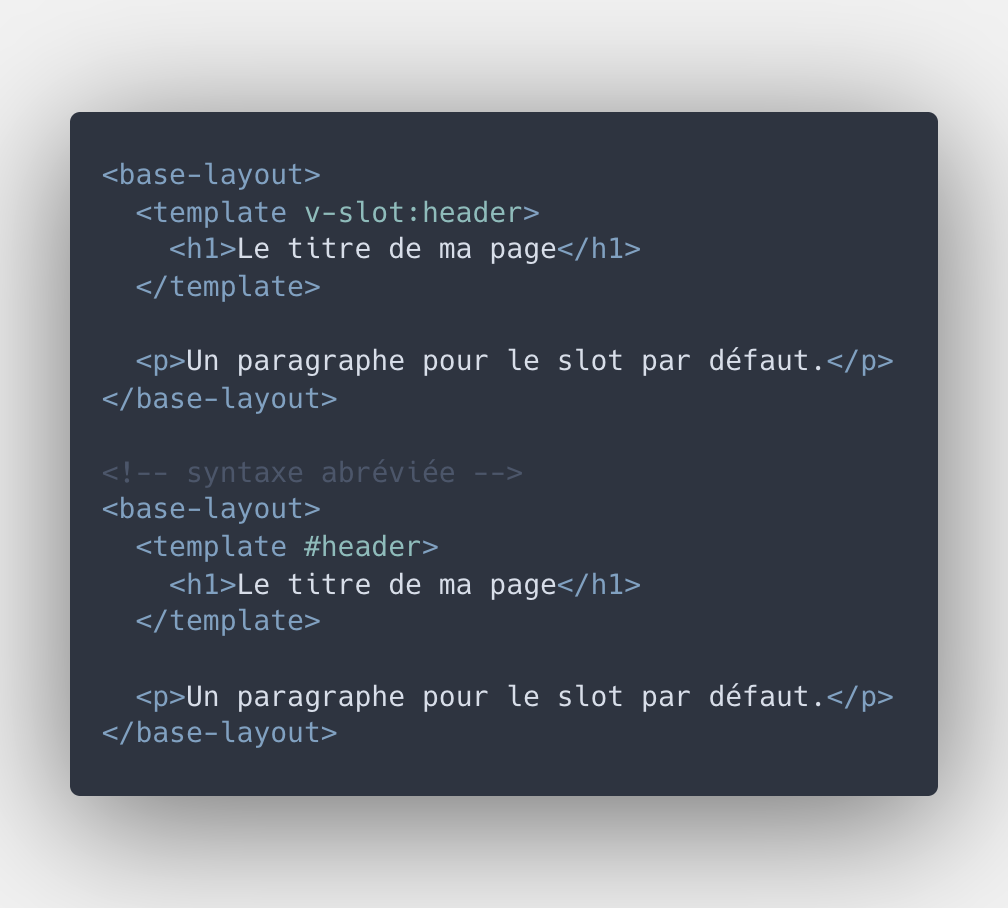 <base-layout>
  <template v-slot:header>
    <h1>Le titre de ma page</h1>
  </template>

  <p>Un paragraphe pour le slot par défaut.</p>
</base-layout>

<!-- syntaxe abréviée -->
<base-layout>
  <template #header>
    <h1>Le titre de ma page</h1>
  </template>

  <p>Un paragraphe pour le slot par défaut.</p>
</base-layout>